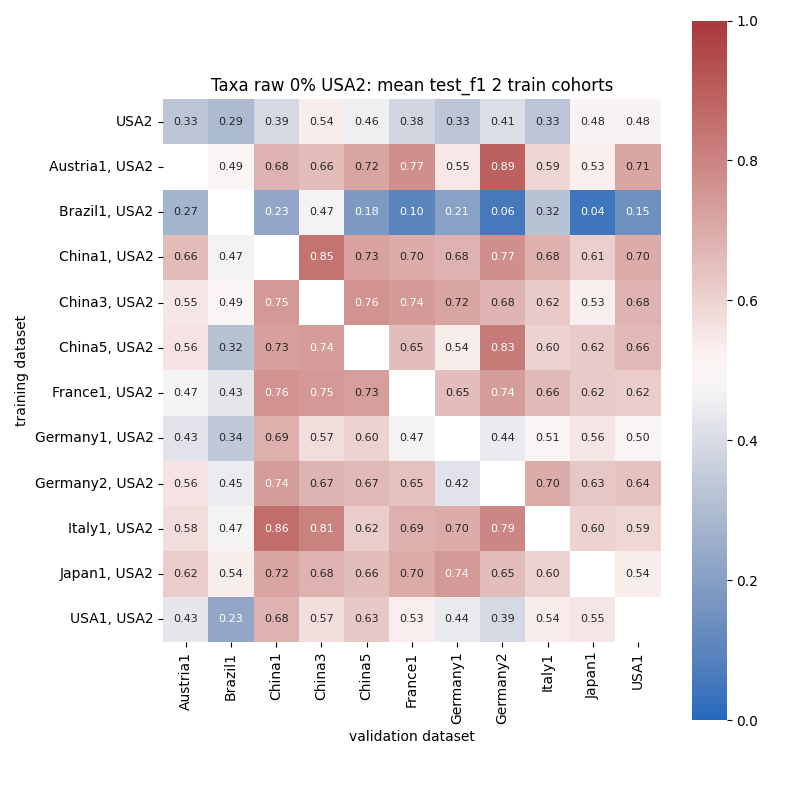 Taxa raw 0% USA2: mean test_f1 2 train cohorts
training dataset
USA2 0.33 0.29 0.39 0.54 0.46 0.38 0.33 0.41 0.33 0.48 0.48
Austria1, USA2 0.49 0.68 0.66 0.72 0.77 0.55 0.89 0.59 0.53 0.71
Brazil1, USA2 0.27 0.23 0.47 0.18 0.10 0.21 0.06 0.32 0.04 0.15
China1, USA2 0.66 0.47 0.85 0.73 0.70 0.68 0.77 0.68 0.61 0.70
China3, USA2 0.55 0.49 0.75 0.76 0.74 0.72 0.68 0.62 0.53 0.68
China5, USA2 0.56 0.32 0.73 0.74 0.65 0.54 0.83 0.60 0.62 0.66
France1, USA2 0.47 0.43 0.76 0.75 0.73 0.65 0.74 0.66 0.62 0.62
Germany1, USA2 0.43 0.34 0.69 0.57 0.60 0.47 0.44 0.51 0.56 0.50
Germany2, USA2 0.56 0.45 0.74 0.67 0.67 0.65 0.42 0.70 0.63 0.64
Italy1, USA2 0.58 0.47 0.86 0.81 0.62 0.69 0.70 0.79 0.60 0.59
Japan1, USA2 0.62 0.54 0.72 0.68 0.66 0.70 0.74 0.65 0.60 0.54
USA1, USA2 0.43 0.23 0.68 0.57 0.63 0.53 0.44 0.39 0.54 0.55
Austria1 Brazil1 China1 China3 China5 France1 Germany1 Germany2 Italy1 Japan1 USA1
validation dataset
1.0
0.8
0.6
0.4
0.2
0.0